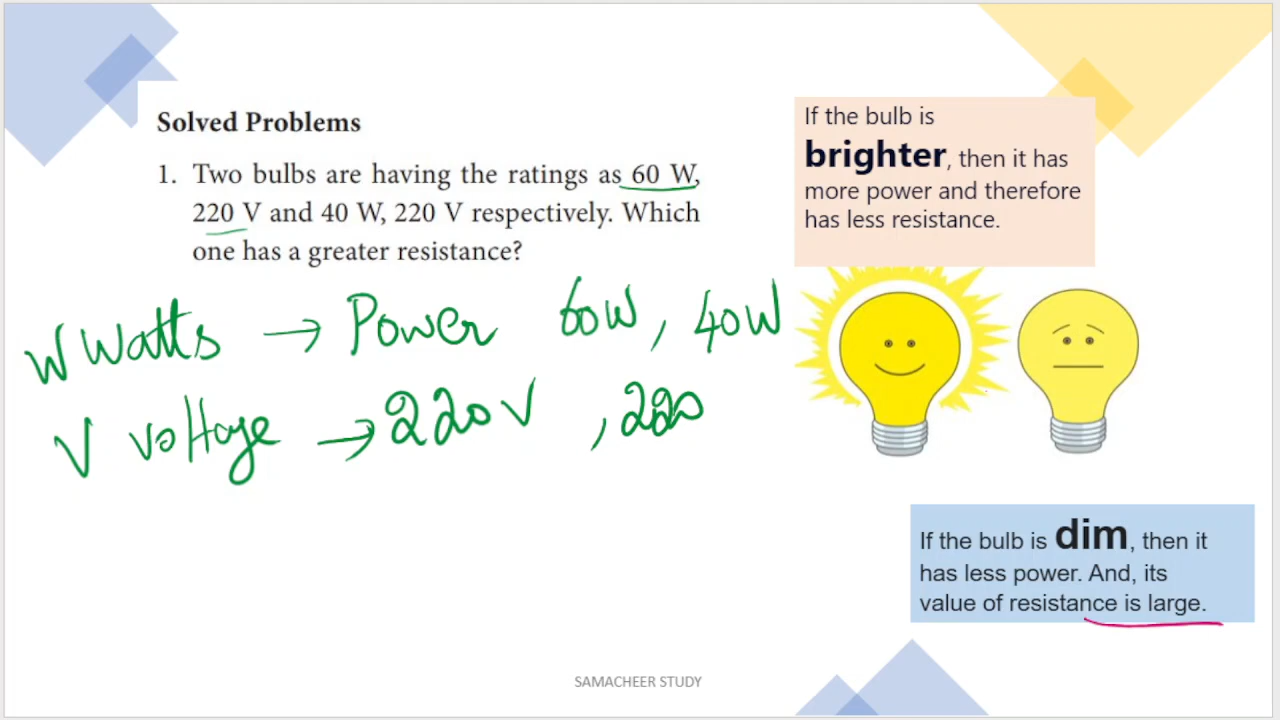 Solved Problems
1. Two bulbs are having the ratings as 60 W,
220 V and 40 W, 220 V respectively. Which
one has a greater resistance?
If the bulb is
brighter, then it has
more power and therefore
has less resistance.
W Watts → Power 60W, 40W
V Voltage → 220V, 220
If the bulb is dim, then it
has less power. And, its
value of resistance is large.
SAMACHEER STUDY